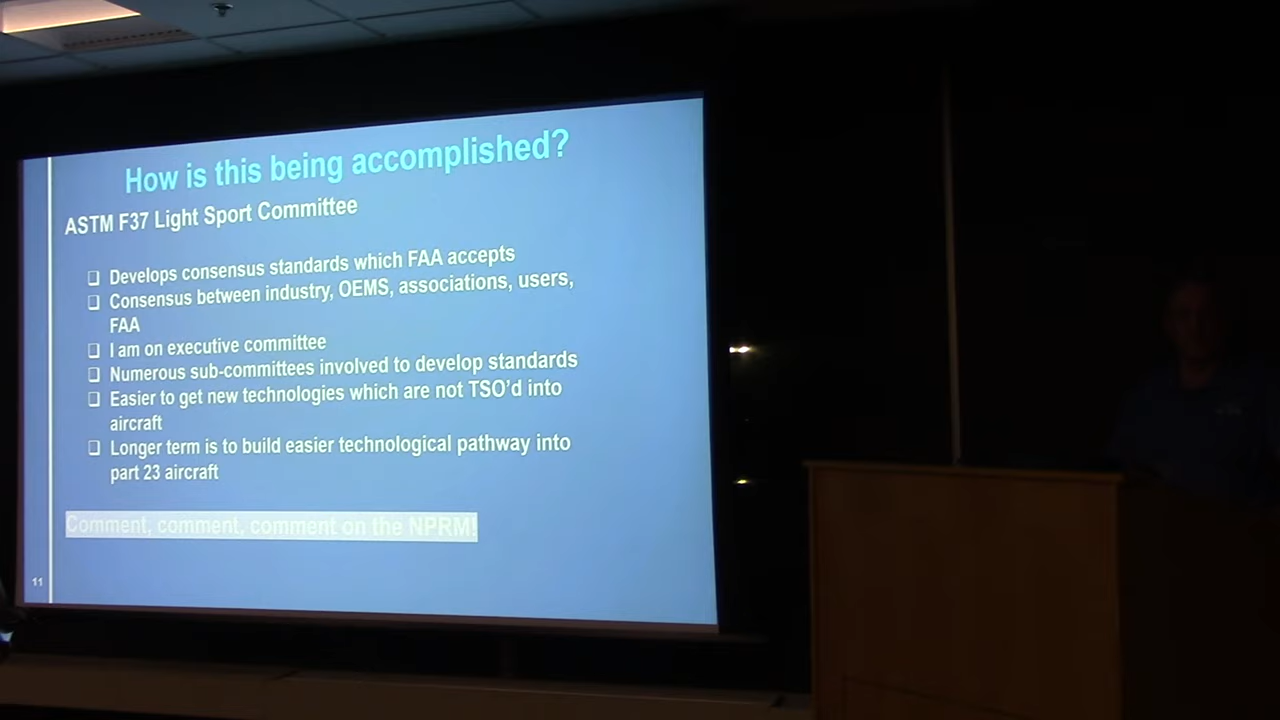 How is this being accomplished?
ASTM F37 Light Sport Committee
❑ Develops consensus standards which FAA accepts
❑ Consensus between industry, OEMS, associations, users,
FAA
❑ I am on executive committee
❑ Numerous sub-committees involved to develop standards
❑ Easier to get new technologies which are not TSO'd into
aircraft
❑ Longer term is to build easier technological pathway into
part 23 aircraft
Comment, comment, comment on the NPRM!
11